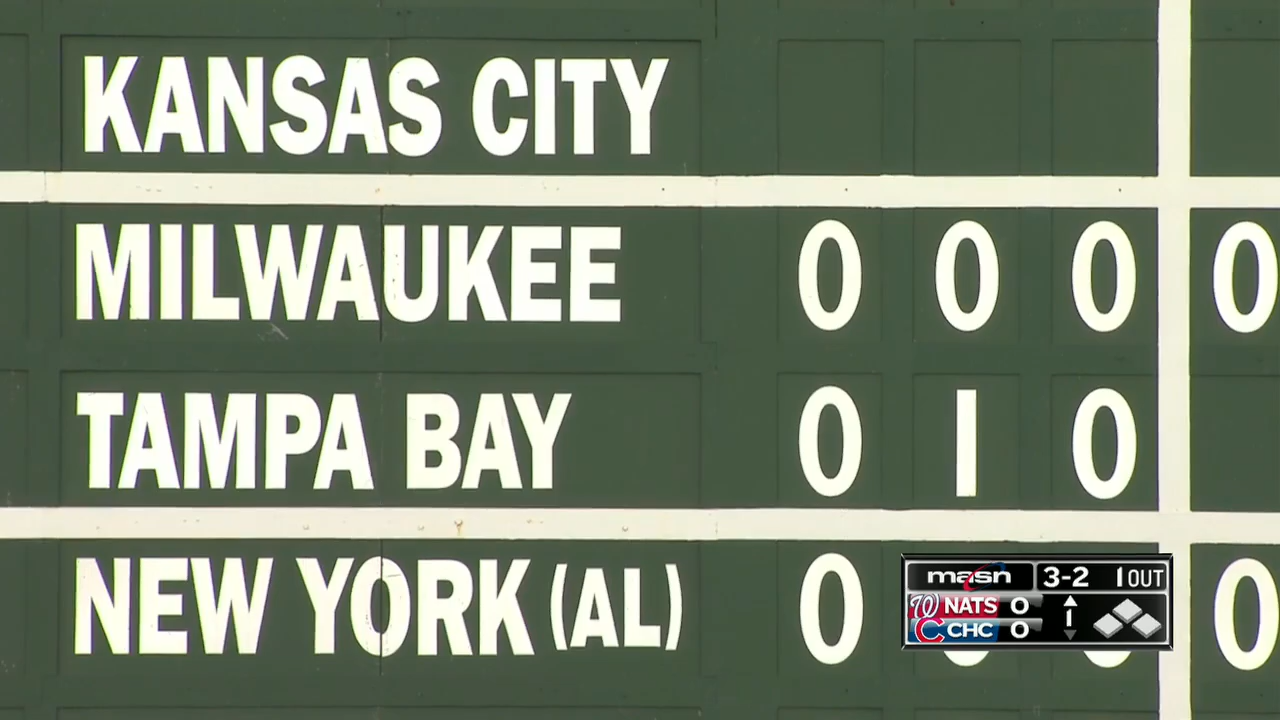 KANSAS CITY
MILWAUKEE 0 0 0 0
TAMPA BAY 0 1 0
NEW YORK (AL) 0 0
masn 3-2 1 OUT
W NATS 0 1
C CHC 0